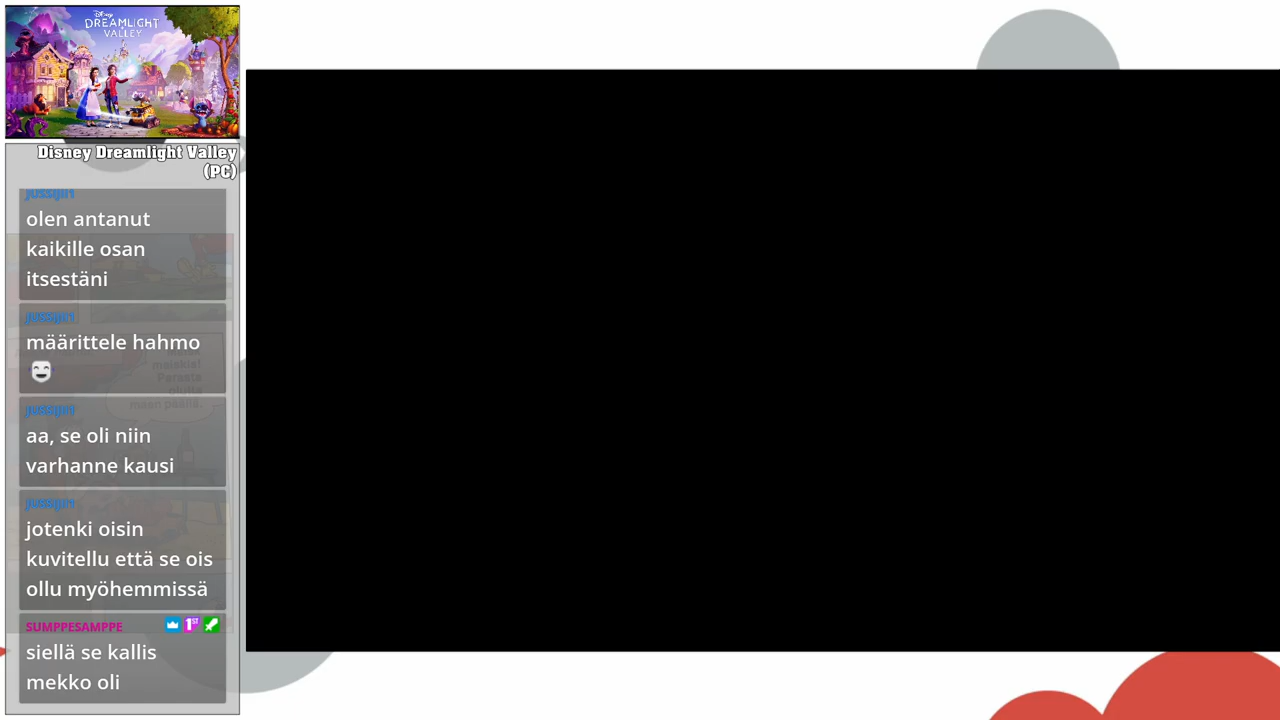 Disney
DREAMLIGHT
VALLEY
Disney Dreamlight Valley
(PC)
olen antanut
kaikille osan
itsestäni
määrittele hahmo
aa, se oli niin
varhanne kausi
jotenki oisin
kuvitellu että se ois
ollu myöhemmissä
SUMPPESAMPPE 1ST
siellä se kallis
mekko oli